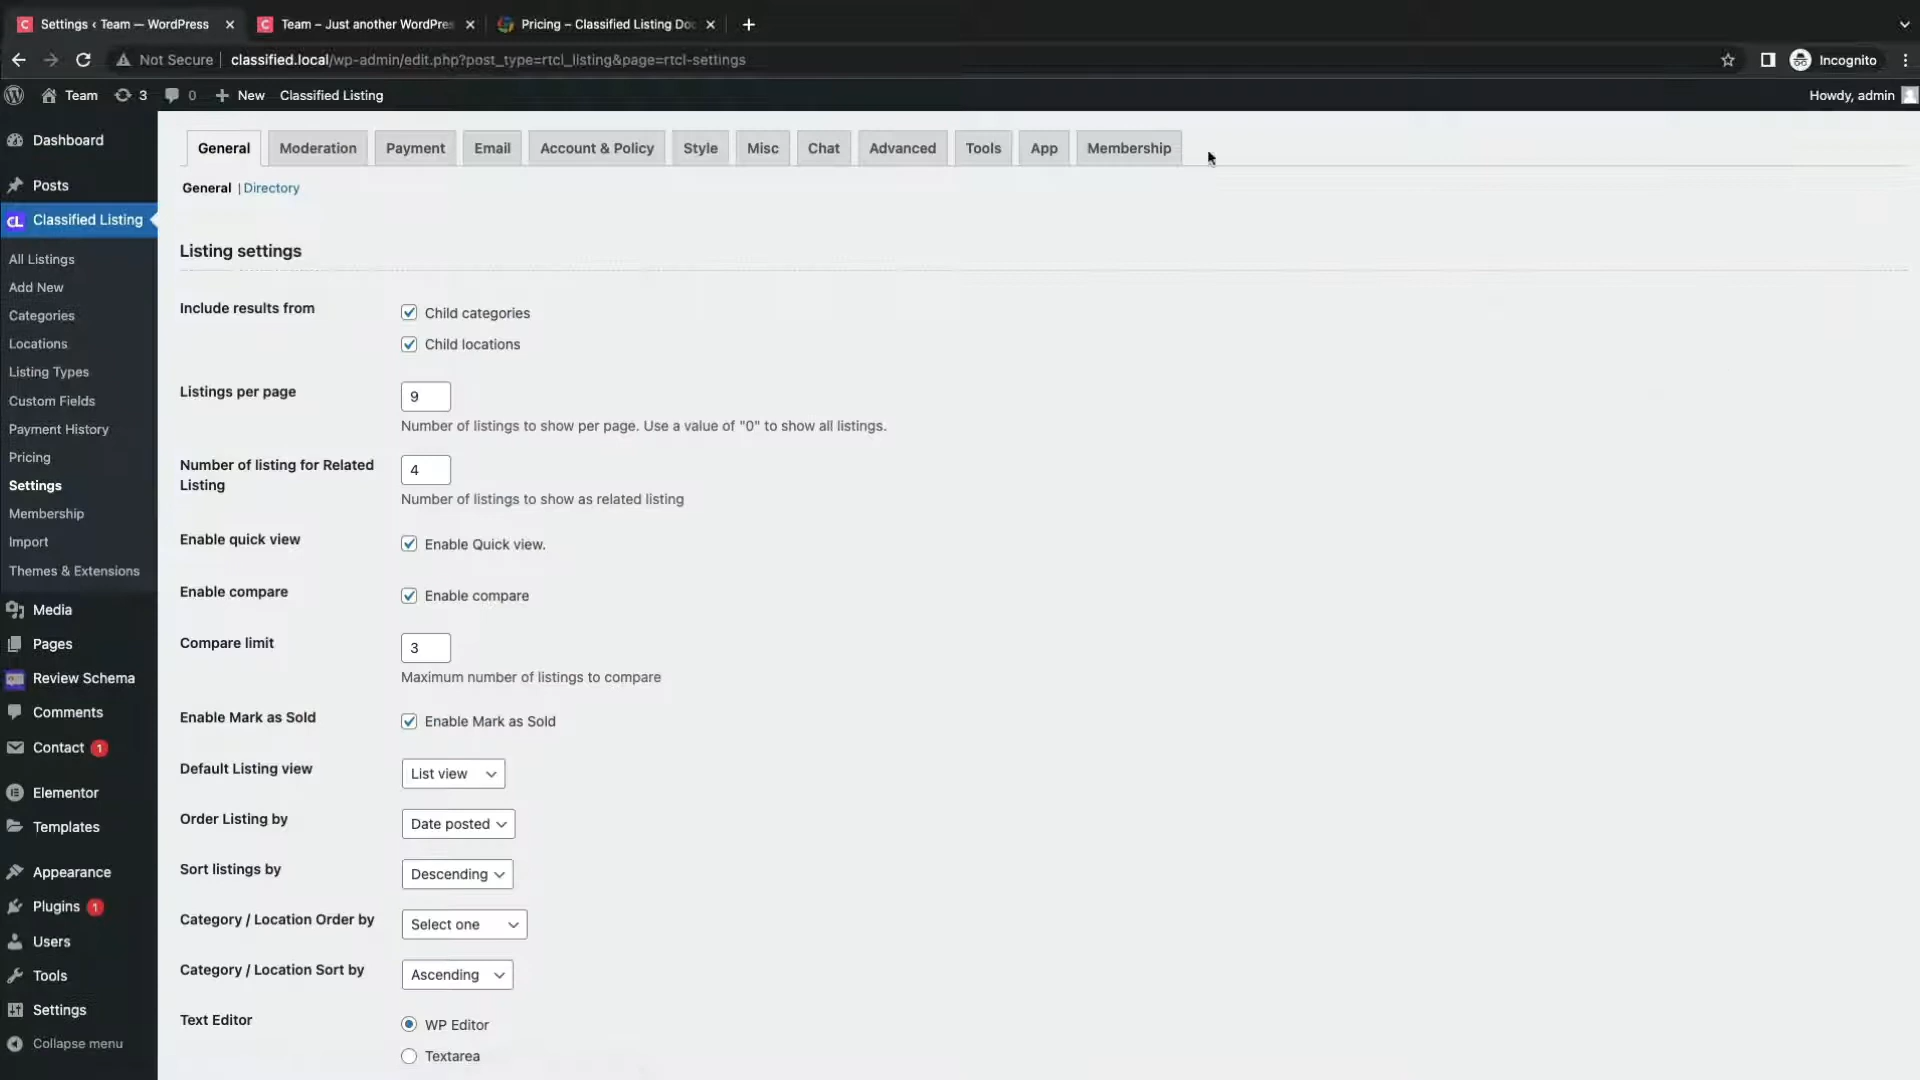 Settings ‹ Team — WordPress
Team – Just another WordPres
Pricing – Classified Listing Doc
Not Secure
classified.local/wp-admin/edit.php?post_type=rtcl_listing&page=rtcl-settings
Incognito
Team
3
0
New
Classified Listing
Howdy, admin
Dashboard
Posts
CL Classified Listing
All Listings
Add New
Categories
Locations
Listing Types
Custom Fields
Payment History
Pricing
Settings
Membership
Import
Themes & Extensions
Media
Pages
Review Schema
Comments
Contact 1
Elementor
Templates
Appearance
Plugins 1
Users
Tools
Settings
Collapse menu
General
Moderation
Payment
Email
Account & Policy
Style
Misc
Chat
Advanced
Tools
App
Membership
General | Directory
Listing settings
Include results from
Child categories
Child locations
Listings per page
9
Number of listings to show per page. Use a value of "0" to show all listings.
Number of listing for Related
Listing
4
Number of listings to show as related listing
Enable quick view
Enable Quick view.
Enable compare
Enable compare
Compare limit
3
Maximum number of listings to compare
Enable Mark as Sold
Enable Mark as Sold
Default Listing view
List view
Order Listing by
Date posted
Sort listings by
Descending
Category / Location Order by
Select one
Category / Location Sort by
Ascending
Text Editor
WP Editor
Textarea